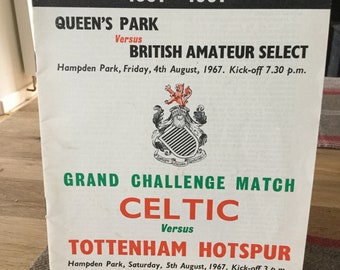 QUEEN'S PARK
Versus
BRITISH AMATEUR SELECT
Hampden Park, Friday, 4th August, 1967. Kick-off 7.30 p.m.
GRAND CHALLENGE MATCH
CELTIC
Versus
TOTTENHAM HOTSPUR
Hampden Park, Saturday, 5th August, 1967, Kick-off 3 p.m.